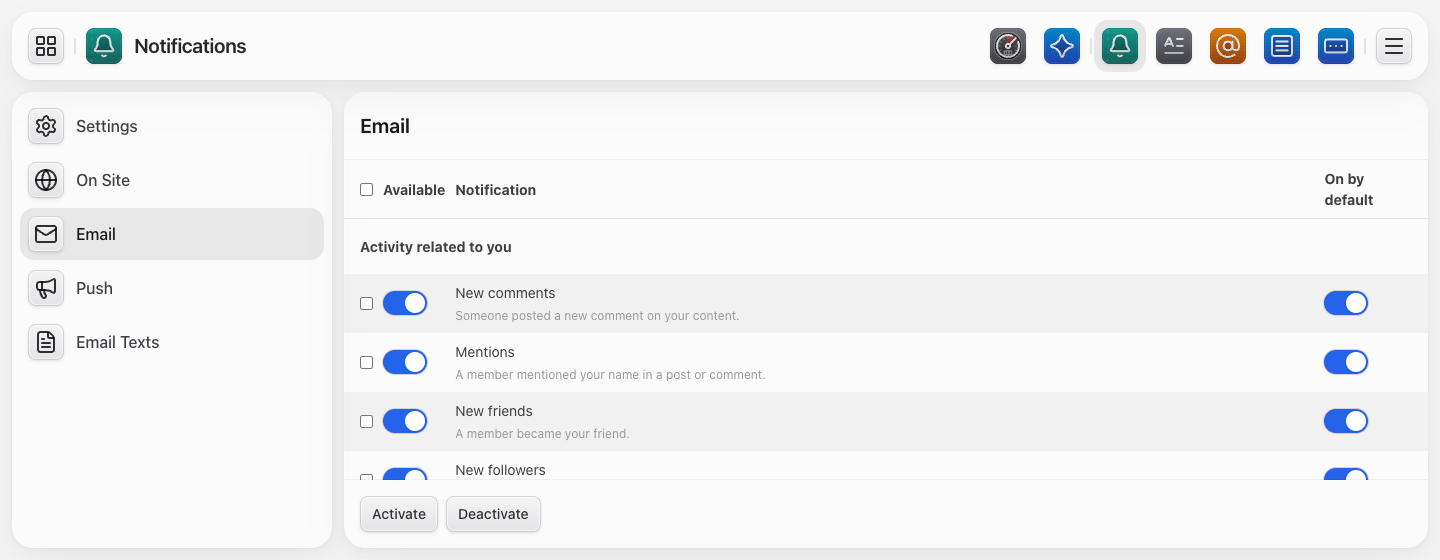 Notifications
Settings
On Site
Email
Push
Email Texts
Email
Available Notification On by default
Activity related to you
New comments
Someone posted a new comment on your content.
Mentions
A member mentioned your name in a post or comment.
New friends
A member became your friend.
New followers
Activate Deactivate